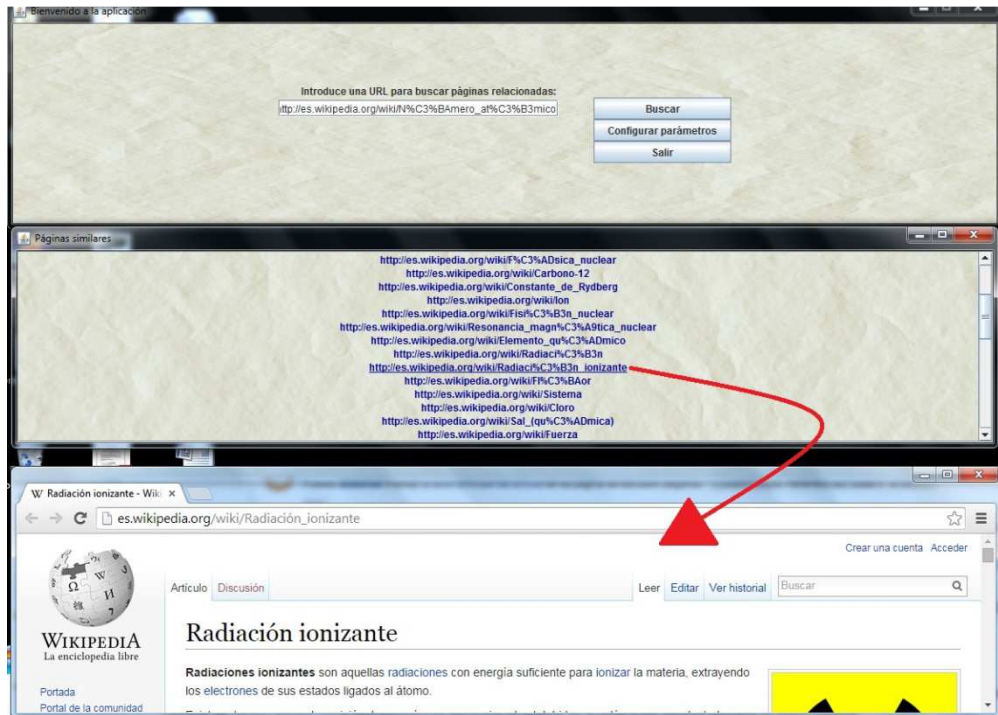 Bienvenido a la aplicación
Introduce una URL para buscar páginas relacionadas:
ttp://es.wikipedia.org/wiki/N%C3%BAmero_at%C3%B3mico
Buscar
Configurar parámetros
Salir
Páginas similares
http://es.wikipedia.org/wiki/F%C3%ADsica_nuclear
http://es.wikipedia.org/wiki/Carbono-12
http://es.wikipedia.org/wiki/Constante_de_Rydberg
http://es.wikipedia.org/wiki/Ion
http://es.wikipedia.org/wiki/Fisi%C3%B3n_nuclear
http://es.wikipedia.org/wiki/Resonancia_magn%C3%A9tica_nuclear
http://es.wikipedia.org/wiki/Elemento_qu%C3%ADmico
http://es.wikipedia.org/wiki/Radiaci%C3%B3n
http://es.wikipedia.org/wiki/Radiaci%C3%B3n_ionizante
http://es.wikipedia.org/wiki/Fl%C3%BAor
http://es.wikipedia.org/wiki/Sistema
http://es.wikipedia.org/wiki/Cloro
http://es.wikipedia.org/wiki/Sal_(qu%C3%ADmica)
http://es.wikipedia.org/wiki/Fuerza
W Radiación ionizante - Wiki
es.wikipedia.org/wiki/Radiación_ionizante
Crear una cuenta Acceder
Artículo Discusión Leer Editar Ver historial Buscar
WIKIPEDIA
La enciclopedia libre
Radiación ionizante
Radiaciones ionizantes son aquellas radiaciones con energía suficiente para ionizar la materia, extrayendo
los electrones de sus estados ligados al átomo.
Portada
Portal de la comunidad